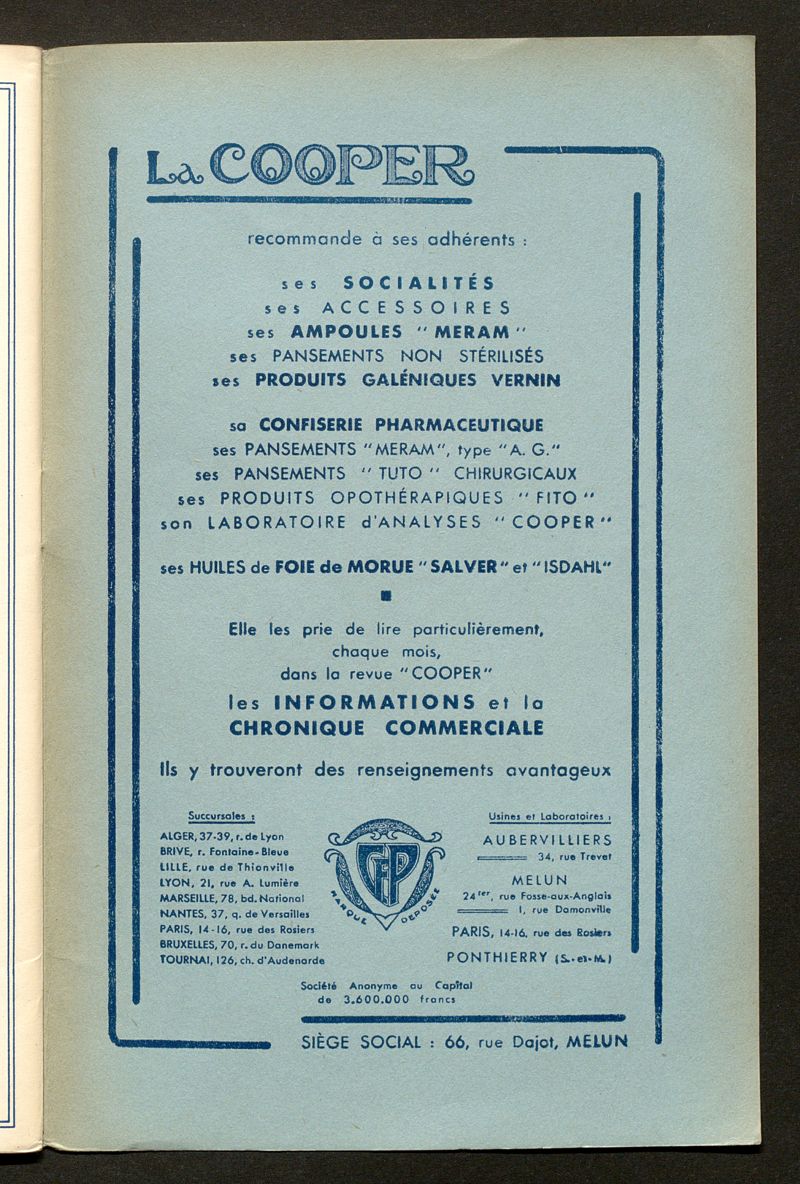 La COOPER
recommande à ses adhérents :
ses SOCIALITÉS
ses ACCESSOIRES
ses AMPOULES "MERAM"
ses PANSEMENTS NON STÉRILISÉS
ses PRODUITS GALÉNIQUES VERNIN
sa CONFISERIE PHARMACEUTIQUE
ses PANSEMENTS "MERAM", type "A. G."
ses PANSEMENTS "TUTO" CHIRURGICAUX
ses PRODUITS OPOTHÉRAPIQUES "FITO"
son LABORATOIRE d'ANALYSES "COOPER"
ses HUILES de FOIE de MORUE "SALVER" et "ISDAHL"
Elle les prie de lire particulièrement,
chaque mois,
dans la revue "COOPER"
les INFORMATIONS et la
CHRONIQUE COMMERCIALE
Ils y trouveront des renseignements avantageux
Succursales :
ALGER, 37-39, r. de Lyon
BRIVE, r. Fontaine-Bleue
LILLE, rue de Thionville
LYON, 21, rue A. Lumière
MARSEILLE, 78, bd. National
NANTES, 37, q. de Versailles
PARIS, 14-16, rue des Rosiers
BRUXELLES, 70, r. du Danemark
TOURNAI, 126, ch. d'Audenarde
CFP
MARQUE DÉPOSÉE
Usines et Laboratoires :
AUBERVILLIERS
34, rue Trevet
MELUN
24ter, rue Fosse-aux-Anglais
1, rue Damonville
PARIS, 14-16, rue des Rosiers
PONTHIERRY (S.-et-M.)
Société Anonyme au Capital
de 3.600.000 francs
SIÈGE SOCIAL : 66, rue Dajot, MELUN